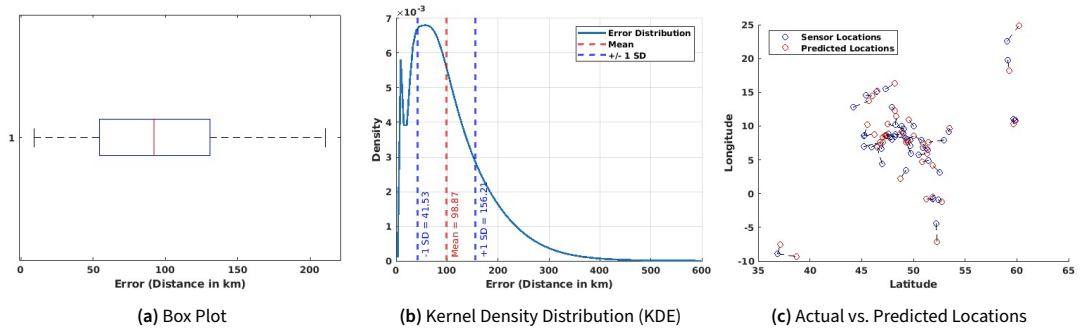 1
0
50
100
150
200
Error (Distance in km)
(a) Box Plot
×10⁻³
7
6
5
4
3
2
1
0
Density
0
100
200
300
400
500
600
Error (Distance in km)
Error Distribution
Mean
+/- 1 SD
-1 SD = 41.53
Mean = 98.87
+1 SD = 156.21
(b) Kernel Density Distribution (KDE)
25
20
15
10
5
0
-5
-10
Longitude
35
40
45
50
55
60
65
Latitude
Sensor Locations
Predicted Locations
(c) Actual vs. Predicted Locations